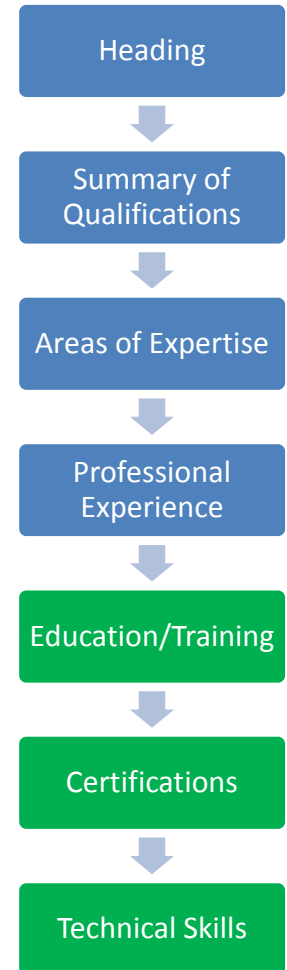 Heading
Summary of
Qualifications
Areas of Expertise
Professional
Experience
Education/Training
Certifications
Technical Skills